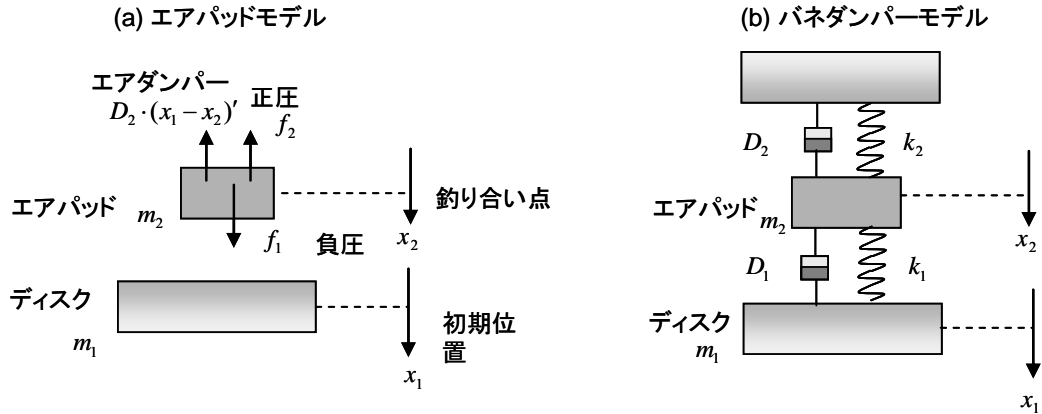 (a) エアパッドモデル
エアダンパー
D₂・(x₁ − x₂)′
正圧
f₂
エアパッド
m₂
f₁
負圧
釣り合い点
x₂
ディスク
m₁
初期位
置
x₁
(b) バネダンパーモデル
D₂
k₂
エアパッド
m₂
x₂
D₁
k₁
ディスク
m₁
x₁